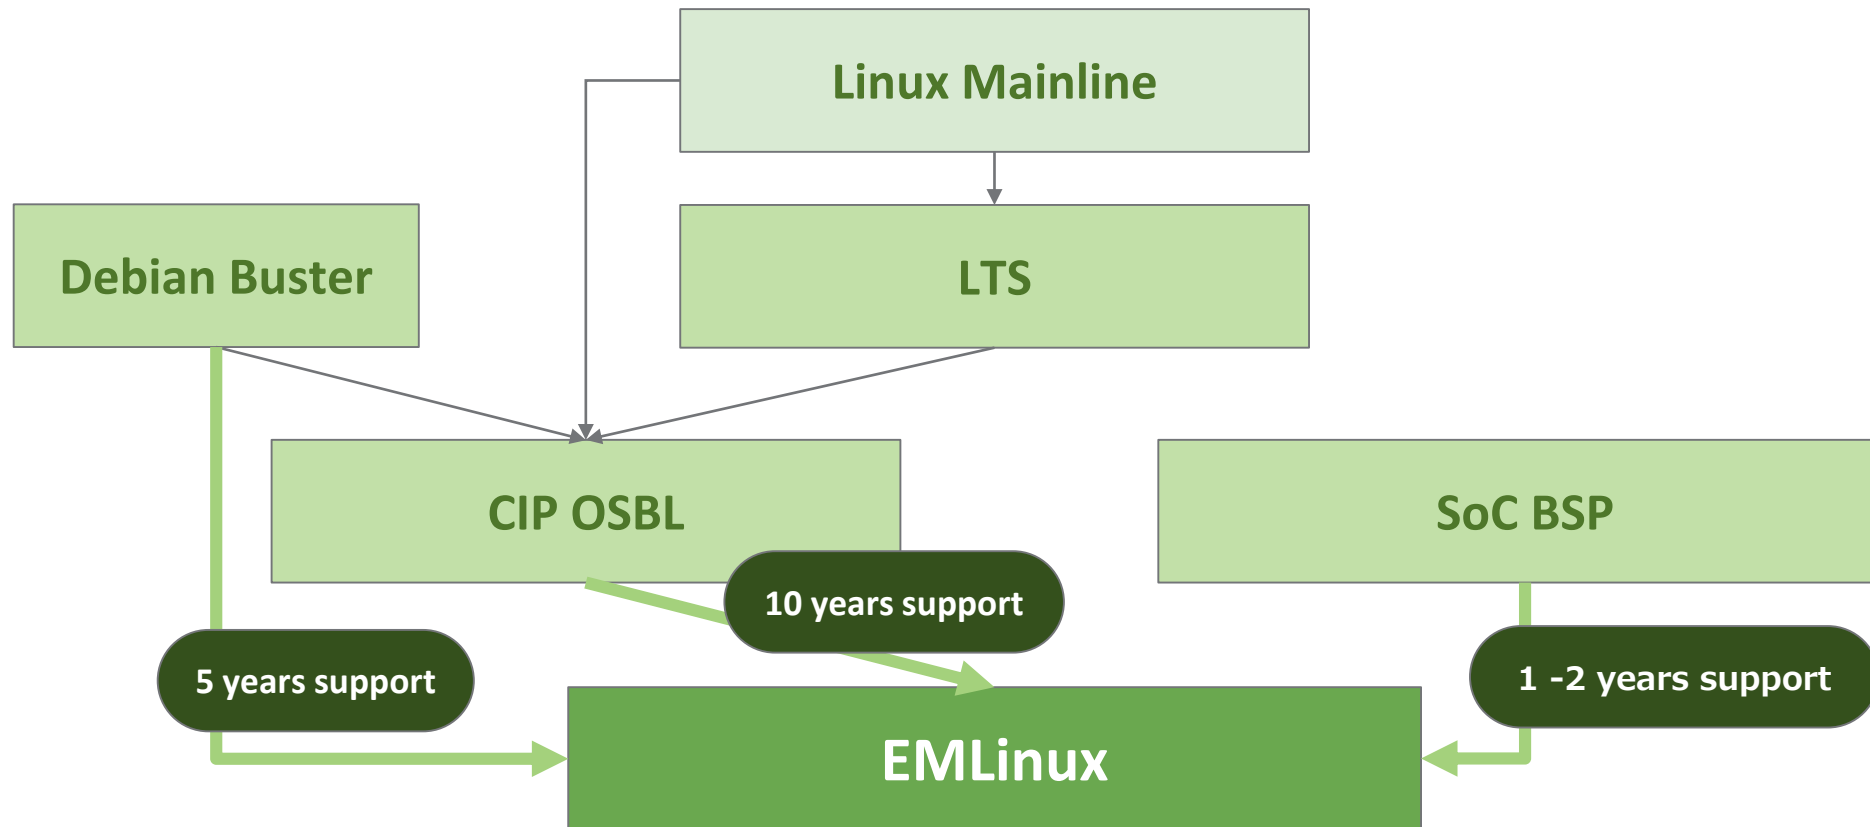 Linux Mainline
Debian Buster
LTS
CIP OSBL
SoC BSP
10 years support
5 years support
1 -2 years support
EMLinux